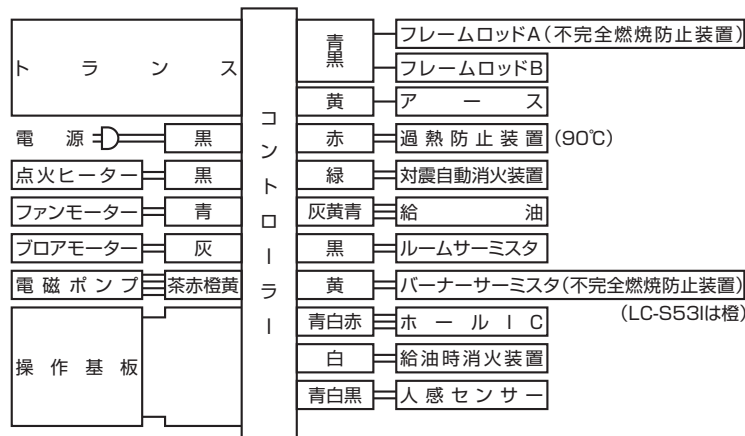 トランス
電源
黒
点火ヒーター
黒
ファンモーター
青
ブロアモーター
灰
電磁ポンプ
茶赤橙黄
操作基板
コントローラー
青黒
フレームロッドA(不完全燃焼防止装置)
フレームロッドB
黄
アース
赤
過熱防止装置(90℃)
緑
対震自動消火装置
灰黄青
給油
黒
ルームサーミスタ
黄
バーナーサーミスタ(不完全燃焼防止装置)
(LC-S53Iは橙)
青白赤
ホールIC
白
給油時消火装置
青白黒
人感センサー